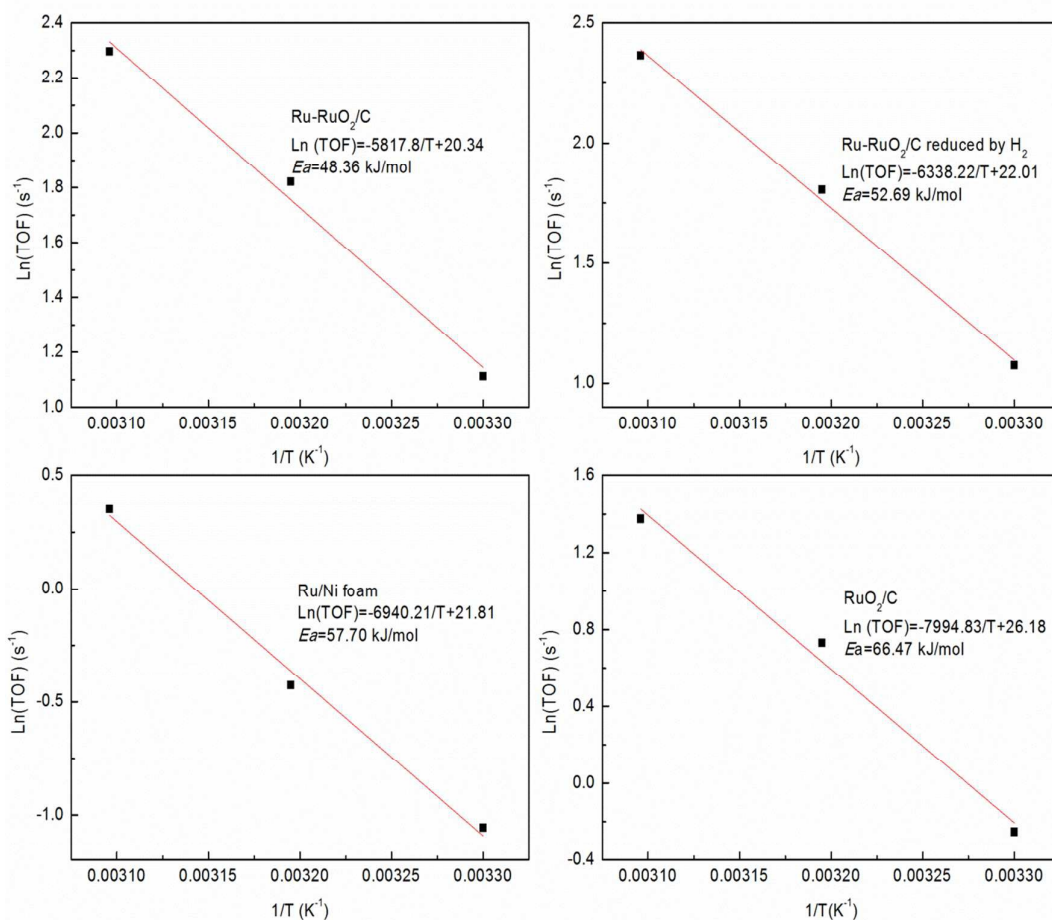 2.4
2.2
2.0
1.8
1.6
1.4
1.2
1.0
Ln(TOF) (s⁻¹)
Ru-RuO₂/C
Ln (TOF)=-5817.8/T+20.34
Ea=48.36 kJ/mol
0.00310 0.00315 0.00320 0.00325 0.00330
1/T (K⁻¹)
2.5
2.0
1.5
1.0
Ln(TOF) (s⁻¹)
Ru-RuO₂/C reduced by H₂
Ln(TOF)=-6338.22/T+22.01
Ea=52.69 kJ/mol
0.00310 0.00315 0.00320 0.00325 0.00330
1/T (K⁻¹)
0.5
0.0
-0.5
-1.0
Ln(TOF) (s⁻¹)
Ru/Ni foam
Ln(TOF)=-6940.21/T+21.81
Ea=57.70 kJ/mol
0.00310 0.00315 0.00320 0.00325 0.00330
1/T (K⁻¹)
1.6
1.2
0.8
0.4
0.0
-0.4
Ln(TOF) (s⁻¹)
RuO₂/C
Ln (TOF)=-7994.83/T+26.18
Ea=66.47 kJ/mol
0.00310 0.00315 0.00320 0.00325 0.00330
1/T(K⁻¹)